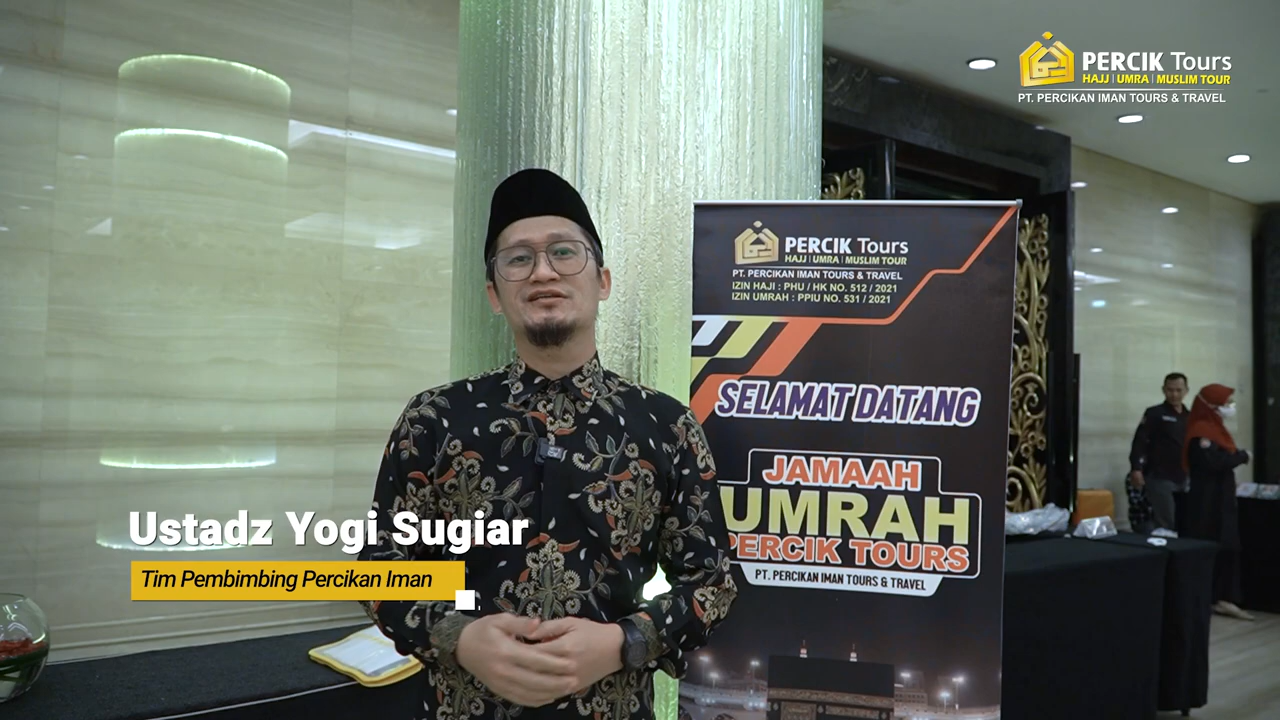 PERCIK Tours
HAJJ | UMRA | MUSLIM TOUR
PT. PERCIKAN IMAN TOURS & TRAVEL
PERCIK Tours
HAJJ | UMRA | MUSLIM TOUR
PT. PERCIKAN IMAN TOURS & TRAVEL
IZIN HAJI : PHU / HK NO. 512 / 2021
IZIN UMRAH : PPIU NO. 531 / 2021
SELAMAT DATANG
JAMAAH
UMRAH
PERCIK TOURS
PT. PERCIKAN IMAN TOURS & TRAVEL
Ustadz Yogi Sugiar
Tim Pembimbing Percikan Iman